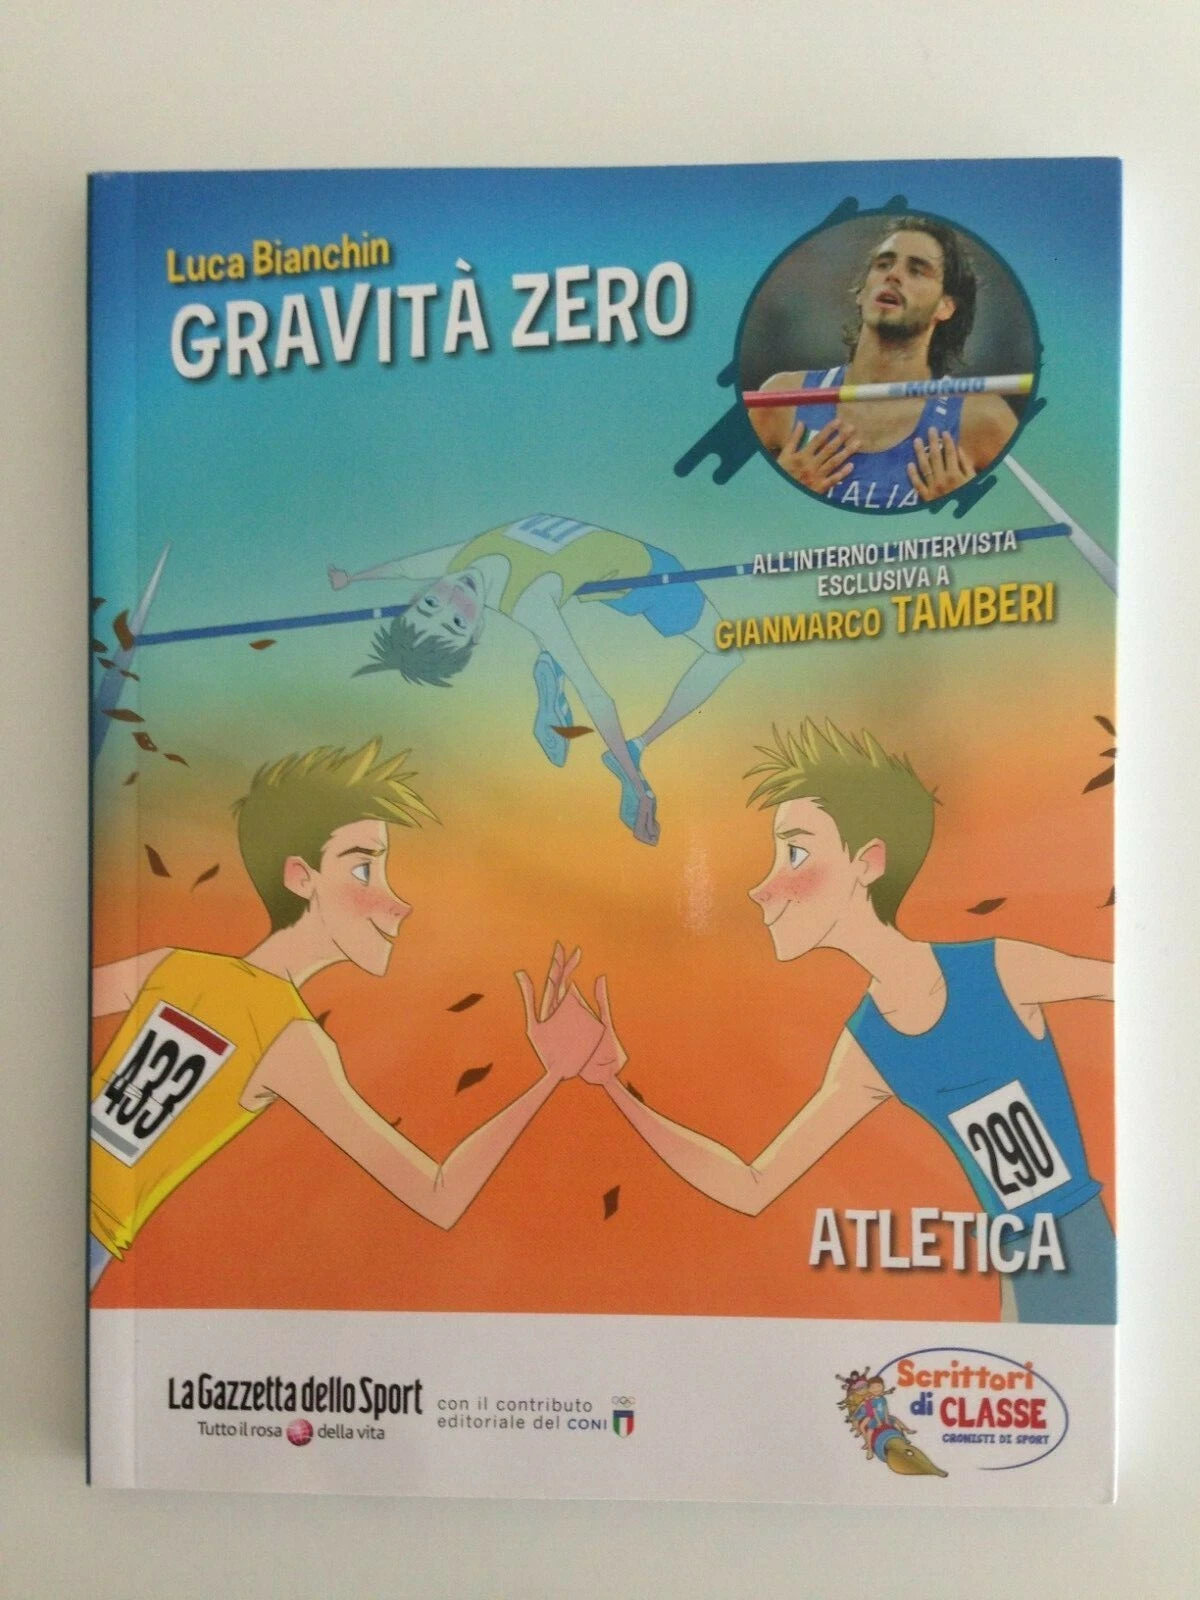 Luca Bianchin
GRAVITÀ ZERO
MONDO
ITALIA
ALL'INTERNO L'INTERVISTA
ESCLUSIVA A
GIANMARCO TAMBERI
433
290
ATLETICA
La Gazzetta dello Sport
Tutto il rosa della vita
con il contributo
editoriale del CONI
Scrittori
di CLASSE
CRONISTI DI SPORT